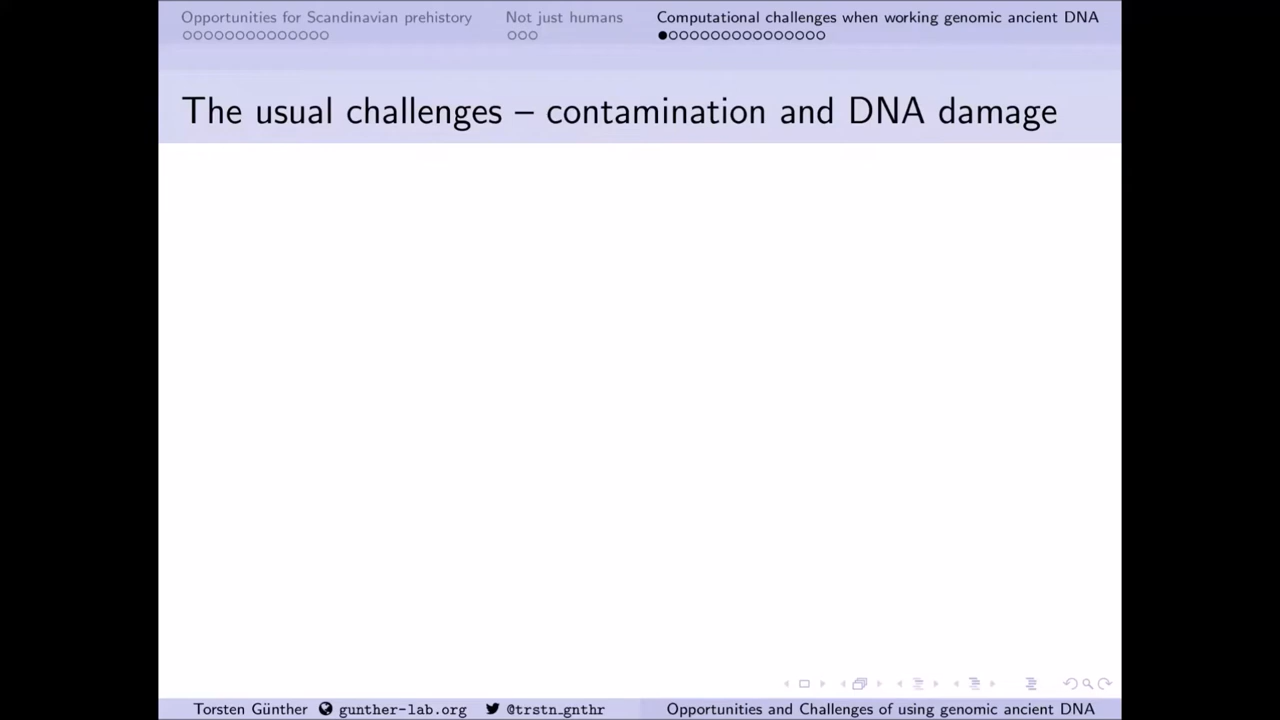 Opportunities for Scandinavian prehistory Not just humans Computational challenges when working genomic ancient DNA
The usual challenges – contamination and DNA damage
Torsten Günther gunther-lab.org @trstn_gnthr Opportunities and Challenges of using genomic ancient DNA